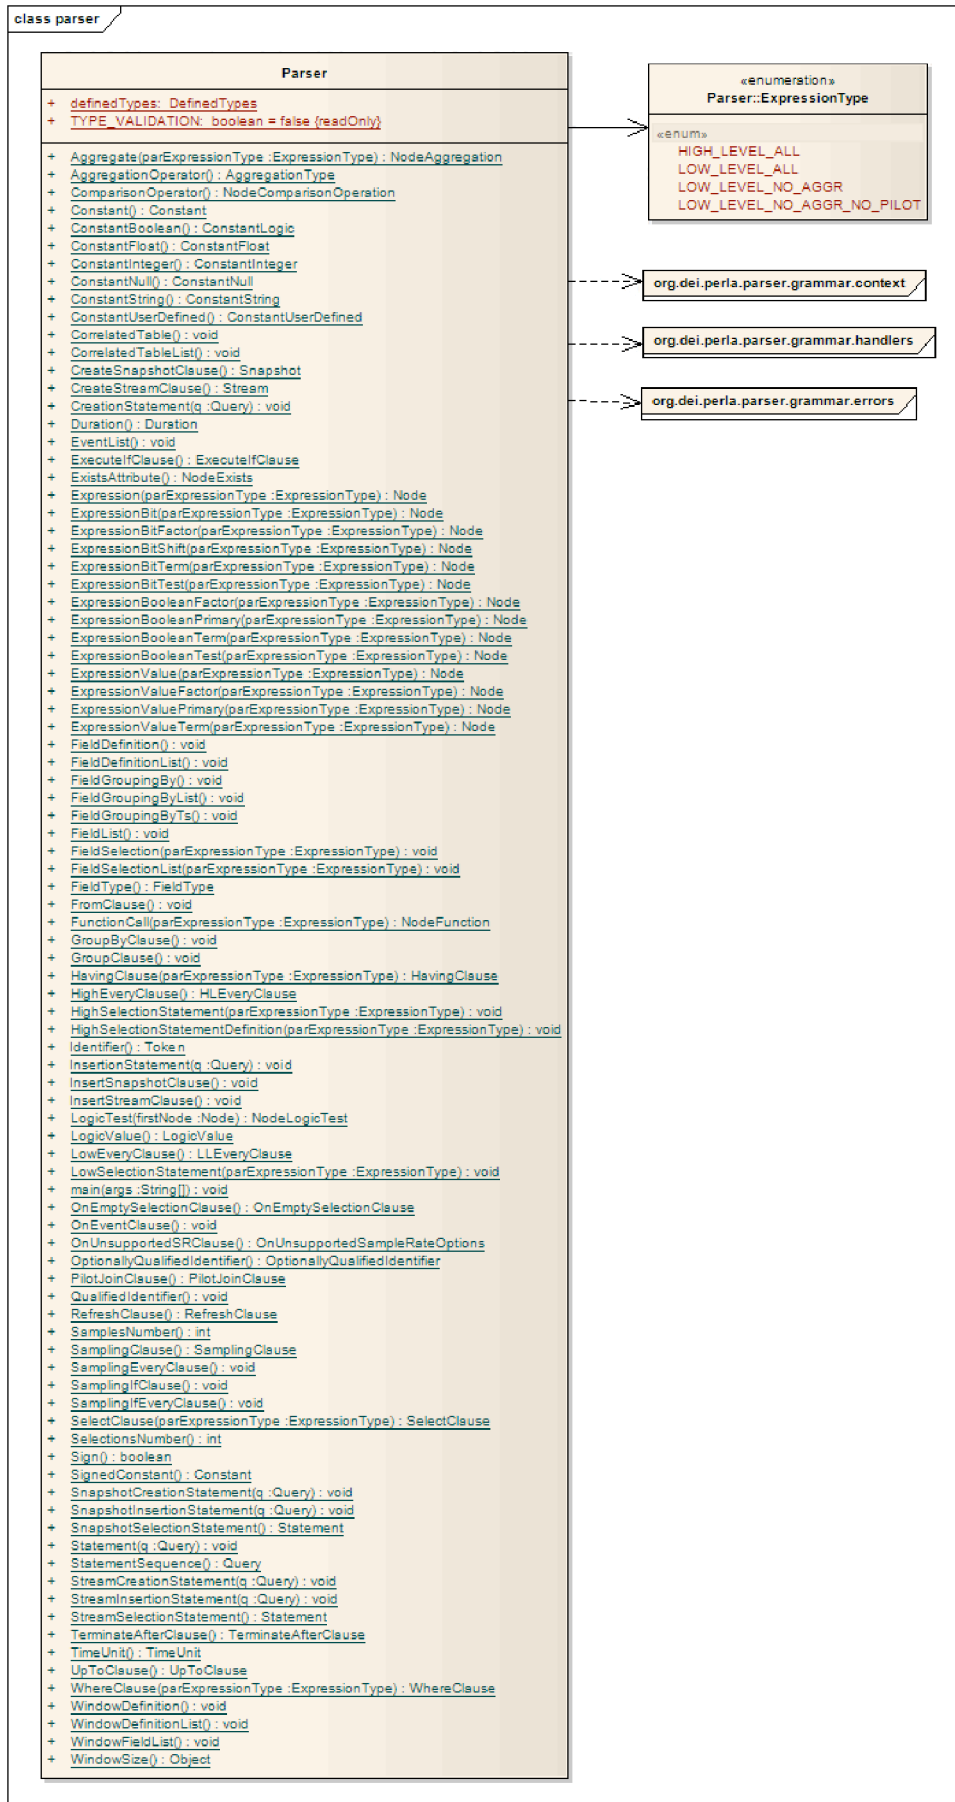 class parser
Parser
+ definedTypes: DefinedTypes
+ TYPE_VALIDATION: boolean = false {readOnly}
+ Aggregate(parExpressionType :ExpressionType) : NodeAggregation
+ AggregationOperator() : AggregationType
+ ComparisonOperator() : NodeComparisonOperation
+ Constant() : Constant
+ ConstantBoolean() : ConstantLogic
+ ConstantFloat() : ConstantFloat
+ ConstantInteger() : ConstantInteger
+ ConstantNull() : ConstantNull
+ ConstantString() : ConstantString
+ ConstantUserDefined() : ConstantUserDefined
+ CorrelatedTable() : void
+ CorrelatedTableList() : void
+ CreateSnapshotClause() : Snapshot
+ CreateStreamClause() : Stream
+ CreationStatement(q :Query) : void
+ Duration() : Duration
+ EventList() : void
+ ExecuteIfClause() : ExecuteIfClause
+ ExistsAttribute() : NodeExists
+ Expression(parExpressionType :ExpressionType) : Node
+ ExpressionBit(parExpressionType :ExpressionType) : Node
+ ExpressionBitFactor(parExpressionType :ExpressionType) : Node
+ ExpressionBitShift(parExpressionType :ExpressionType) : Node
+ ExpressionBitTerm(parExpressionType :ExpressionType) : Node
+ ExpressionBitTest(parExpressionType :ExpressionType) : Node
+ ExpressionBooleanFactor(parExpressionType :ExpressionType) : Node
+ ExpressionBooleanPrimary(parExpressionType :ExpressionType) : Node
+ ExpressionBooleanTerm(parExpressionType :ExpressionType) : Node
+ ExpressionBooleanTest(parExpressionType :ExpressionType) : Node
+ ExpressionValue(parExpressionType :ExpressionType) : Node
+ ExpressionValueFactor(parExpressionType :ExpressionType) : Node
+ ExpressionValuePrimary(parExpressionType :ExpressionType) : Node
+ ExpressionValueTerm(parExpressionType :ExpressionType) : Node
+ FieldDefinition() : void
+ FieldDefinitionList() : void
+ FieldGroupingBy() : void
+ FieldGroupingByList() : void
+ FieldGroupingByTs() : void
+ FieldList() : void
+ FieldSelection(parExpressionType :ExpressionType) : void
+ FieldSelectionList(parExpressionType :ExpressionType) : void
+ FieldType() : FieldType
+ FromClause() : void
+ FunctionCall(parExpressionType :ExpressionType) : NodeFunction
+ GroupByClause() : void
+ GroupClause() : void
+ HavingClause(parExpressionType :ExpressionType) : HavingClause
+ HighEveryClause() : HLEveryClause
+ HighSelectionStatement(parExpressionType :ExpressionType) : void
+ HighSelectionStatementDefinition(parExpressionType :ExpressionType) : void
+ Identifier() : Token
+ InsertionStatement(q :Query) : void
+ InsertSnapshotClause() : void
+ InsertStreamClause() : void
+ LogicTest(firstNode :Node) : NodeLogicTest
+ LogicValue() : LogicValue
+ LowEveryClause() : LLEveryClause
+ LowSelectionStatement(parExpressionType :ExpressionType) : void
+ main(args :String[]) : void
+ OnEmptySelectionClause() : OnEmptySelectionClause
+ OnEventClause() : void
+ OnUnsupportedSRClause() : OnUnsupportedSampleRateOptions
+ OptionallyQualifiedIdentifier() : OptionallyQualifiedIdentifier
+ PilotJoinClause() : PilotJoinClause
+ QualifiedIdentifier() : void
+ RefreshClause() : RefreshClause
+ SamplesNumber() : int
+ SamplingClause() : SamplingClause
+ SamplingEveryClause() : void
+ SamplingIfClause() : void
+ SamplingIfEveryClause() : void
+ SelectClause(parExpressionType :ExpressionType) : SelectClause
+ SelectionsNumber() : int
+ Sign() : boolean
+ SignedConstant() : Constant
+ SnapshotCreationStatement(q :Query) : void
+ SnapshotInsertionStatement(q :Query) : void
+ SnapshotSelectionStatement() : Statement
+ Statement(q :Query) : void
+ StatementSequence() : Query
+ StreamCreationStatement(q :Query) : void
+ StreamInsertionStatement(q :Query) : void
+ StreamSelectionStatement() : Statement
+ TerminateAfterClause() : TerminateAfterClause
+ TimeUnit() : TimeUnit
+ UpToClause() : UpToClause
+ WhereClause(parExpressionType :ExpressionType) : WhereClause
+ WindowDefinition() : void
+ WindowDefinitionList() : void
+ WindowFieldList() : void
+ WindowSize() : Object
«enumeration»
Parser::ExpressionType
«enum»
HIGH_LEVEL_ALL
LOW_LEVEL_ALL
LOW_LEVEL_NO_AGGR
LOW_LEVEL_NO_AGGR_NO_PILOT
org.dei.perla.parser.grammar.context
org.dei.perla.parser.grammar.handlers
org.dei.perla.parser.grammar.errors